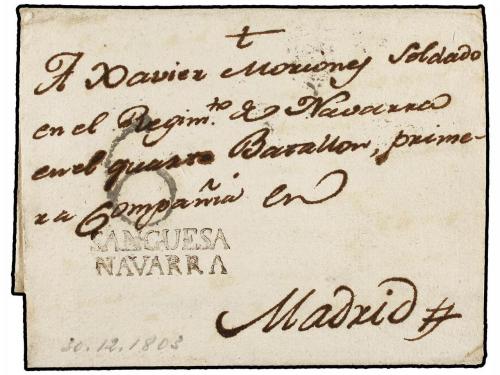 A Xavier Moriones Soldado
en el Regim.to de Navarra
en el quarto Batallon, prime-
ra Compañia en
6
SANGUESA
NAVARRA
Madrid
30.12.1803